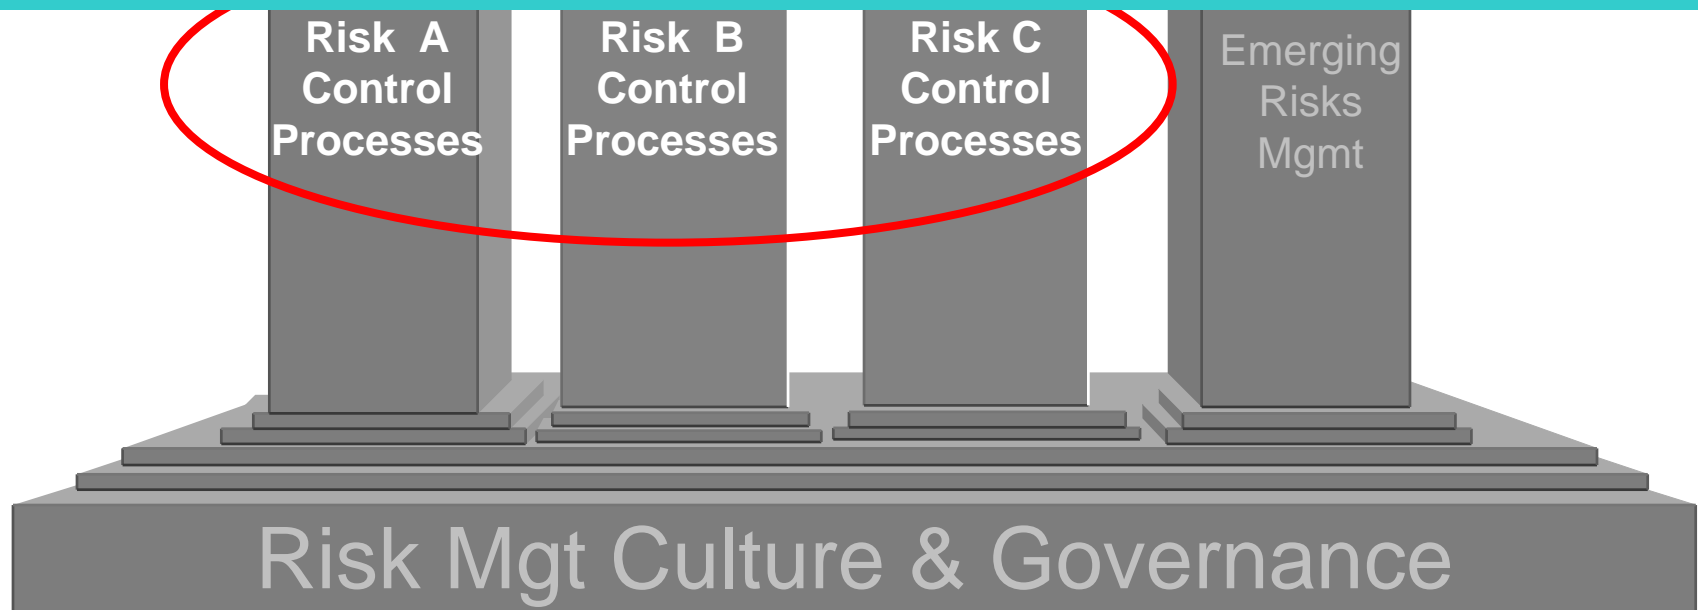 Risk A
Control
Processes
Risk B
Control
Processes
Risk C
Control
Processes
Emerging
Risks
Mgmt
Risk Mgt Culture & Governance